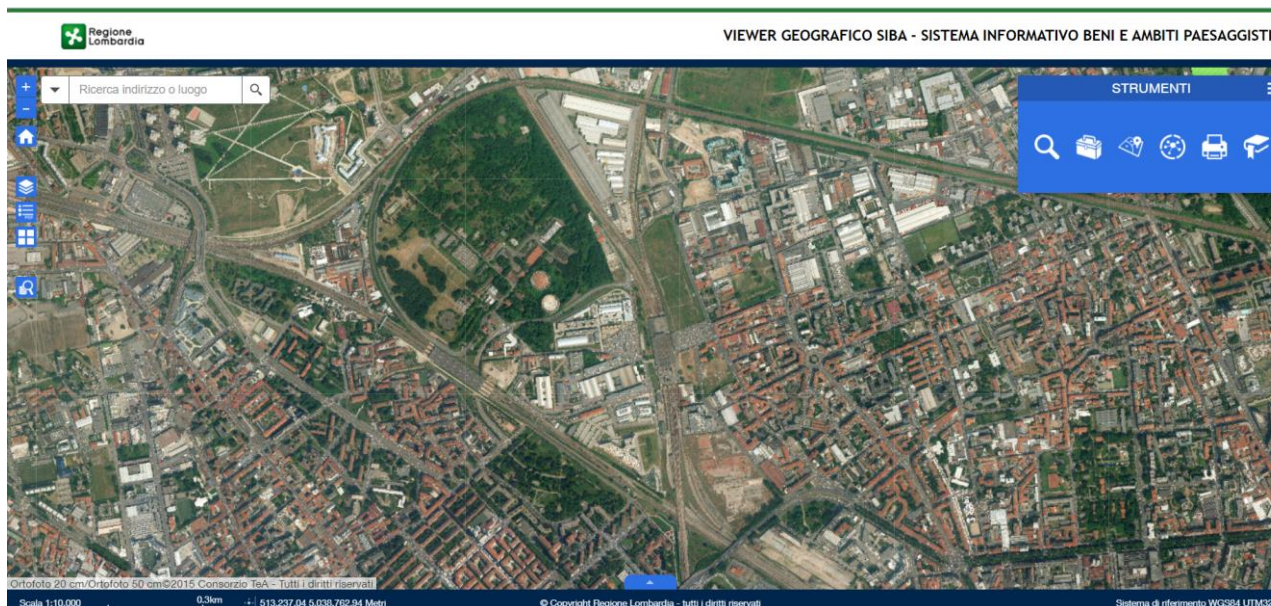 Regione
Lombardia
VIEWER GEOGRAFICO SIBA - SISTEMA INFORMATIVO BENI E AMBITI PAESAGGISTI
+
-
Ricerca indirizzo o luogo
STRUMENTI
Ortofoto 20 cm/Ortofoto 50 cm©2015 Consorzio TeA - Tutti i diritti riservati
Scala 1:10.000 0,3km 513.237,04 5.038.762,94 Metri © Copyright Regione Lombardia - tutti i diritti riservati Sistema di riferimento WGS84 UTM32